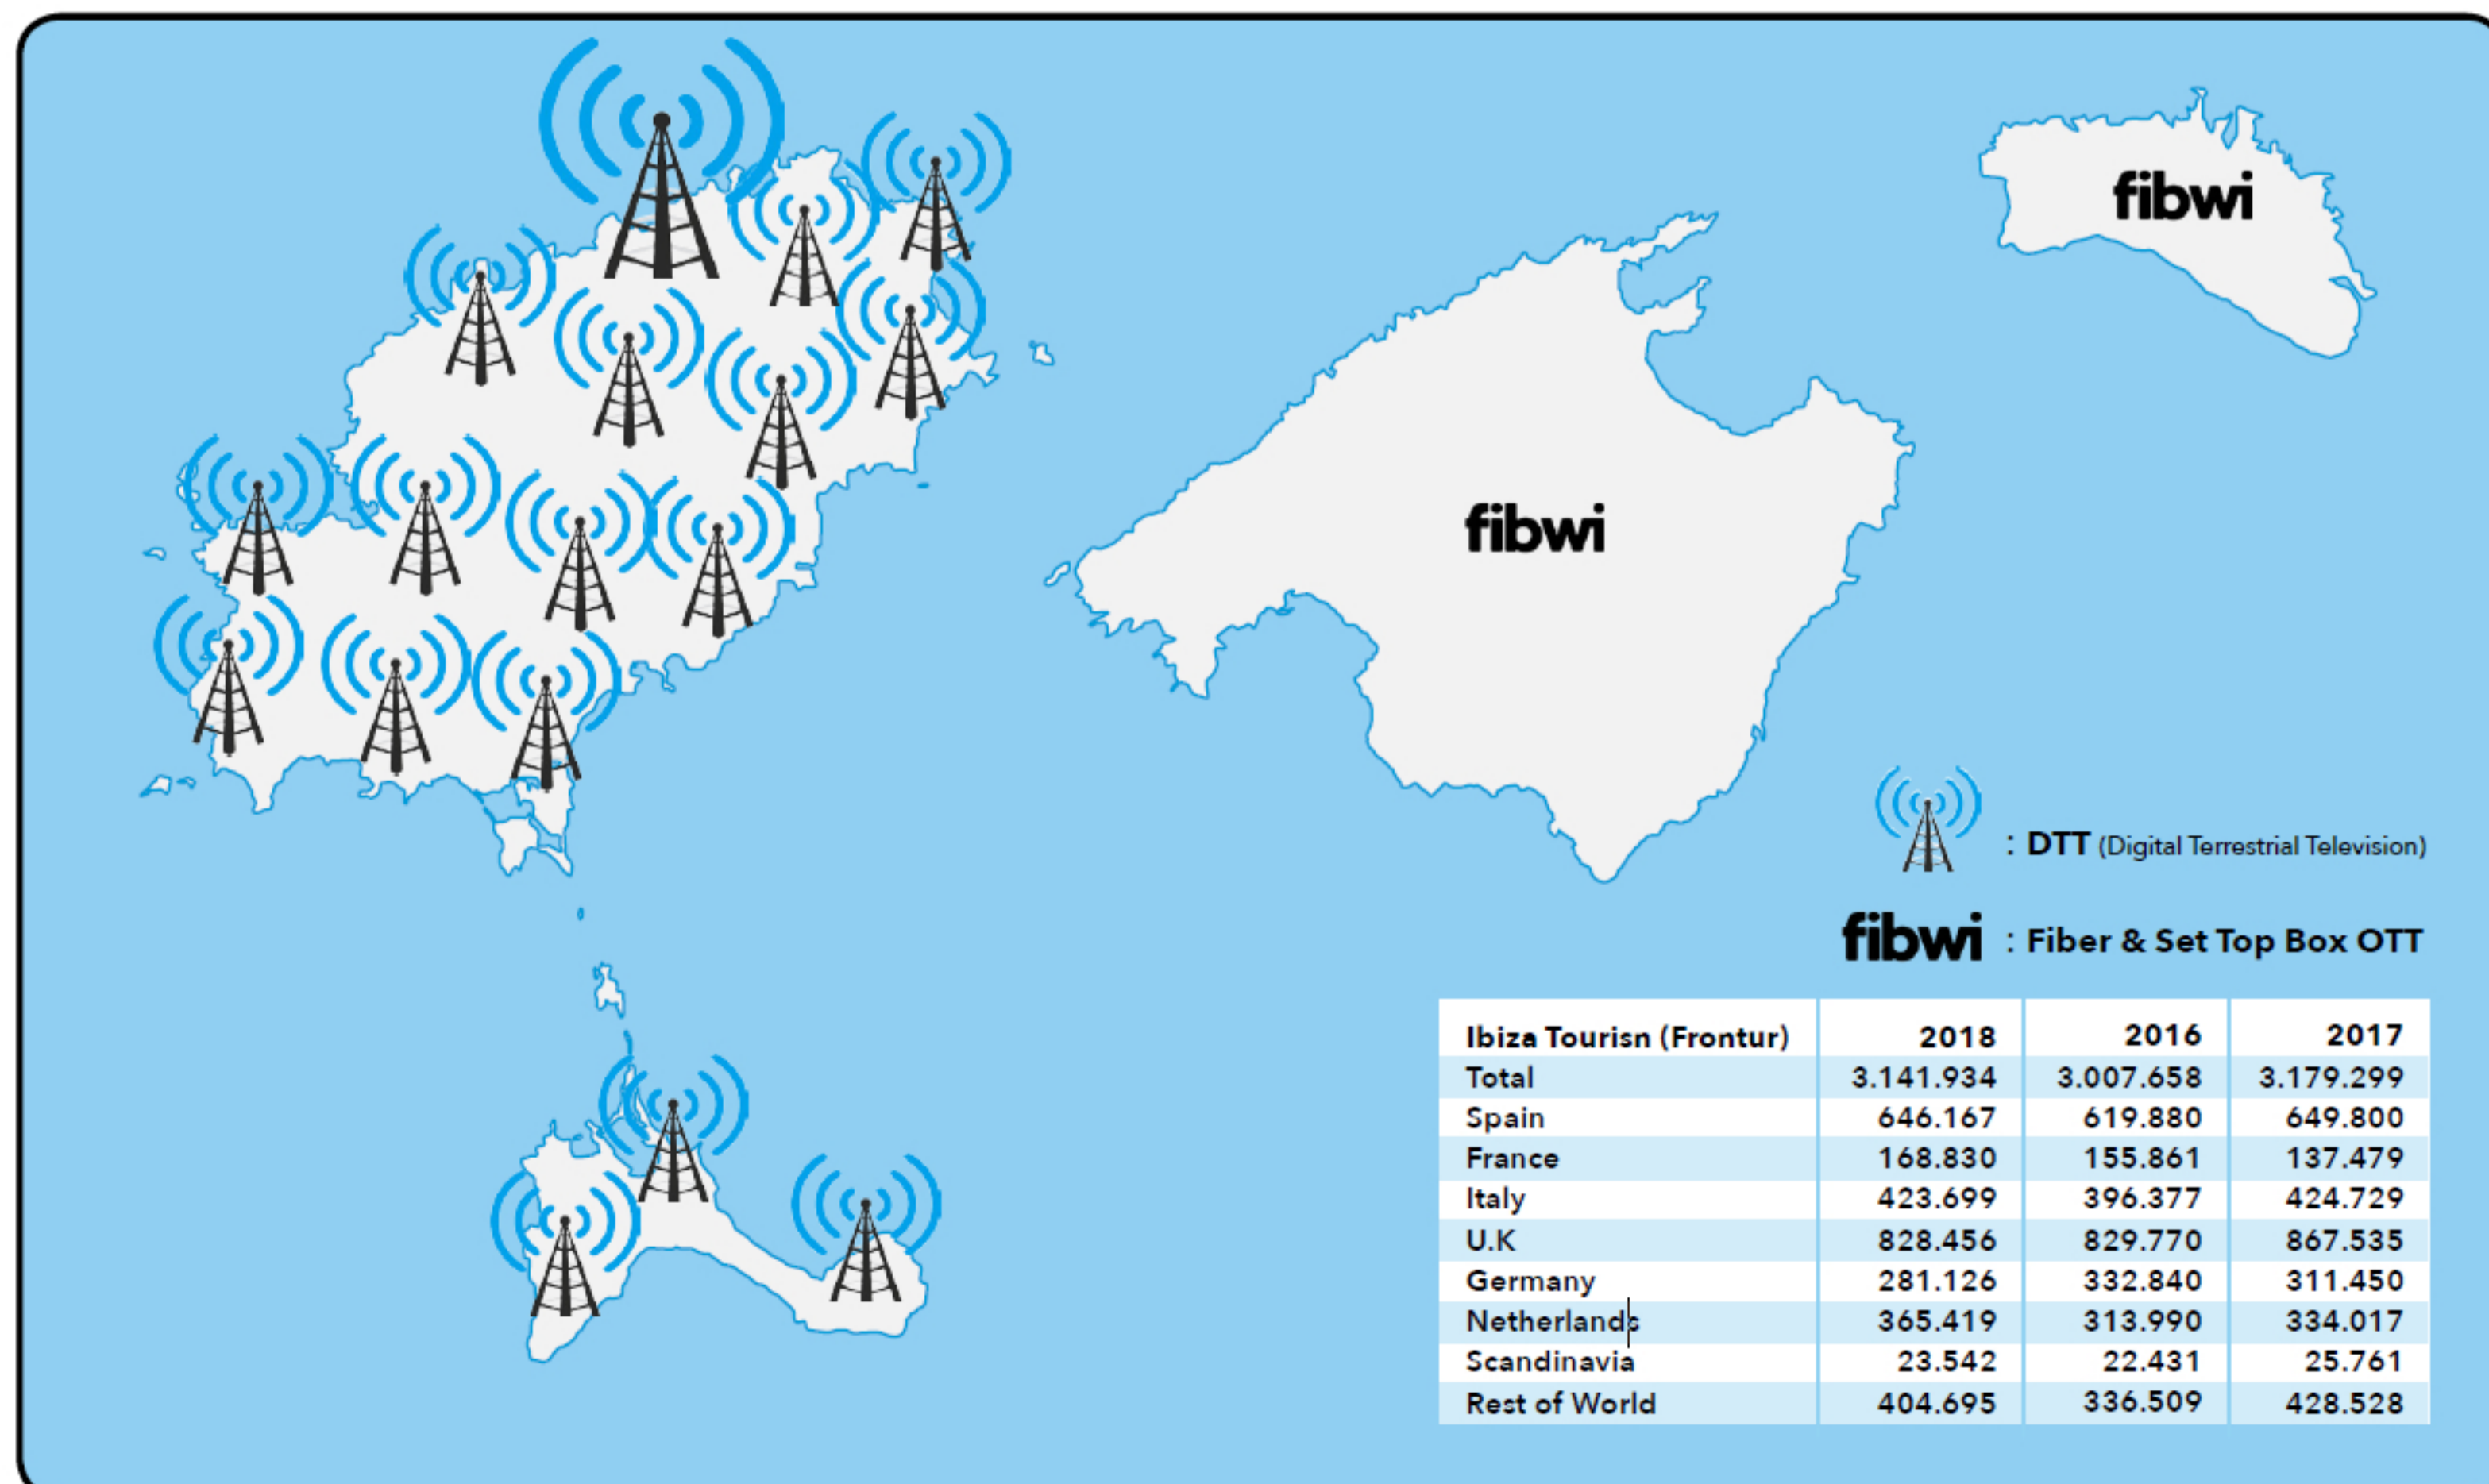 fibwi
fibwi
: DTT (Digital Terrestrial Television)
fibwi : Fiber & Set Top Box OTT
Ibiza Tourisn (Frontur) 2018 2016 2017
Total 3.141.934 3.007.658 3.179.299
Spain 646.167 619.880 649.800
France 168.830 155.861 137.479
Italy 423.699 396.377 424.729
U.K 828.456 829.770 867.535
Germany 281.126 332.840 311.450
Netherlands 365.419 313.990 334.017
Scandinavia 23.542 22.431 25.761
Rest of World 404.695 336.509 428.528